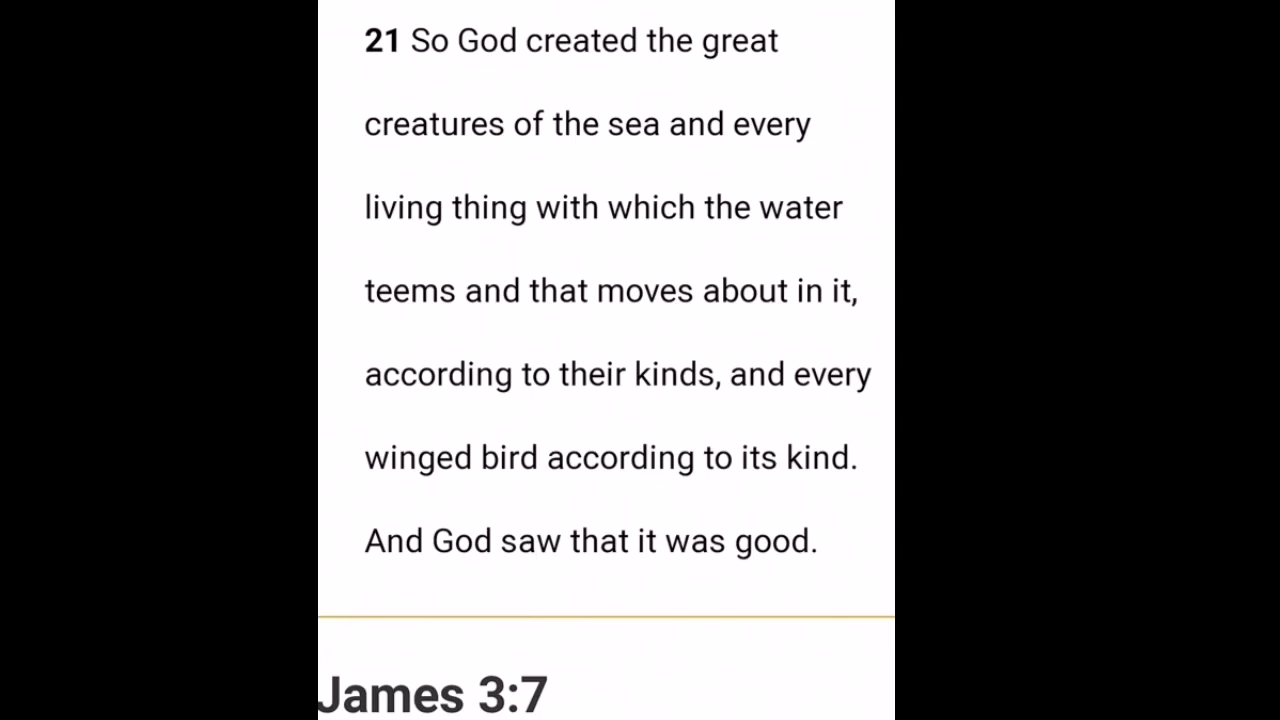 21 So God created the great
creatures of the sea and every
living thing with which the water
teems and that moves about in it,
according to their kinds, and every
winged bird according to its kind.
And God saw that it was good.
James 3:7